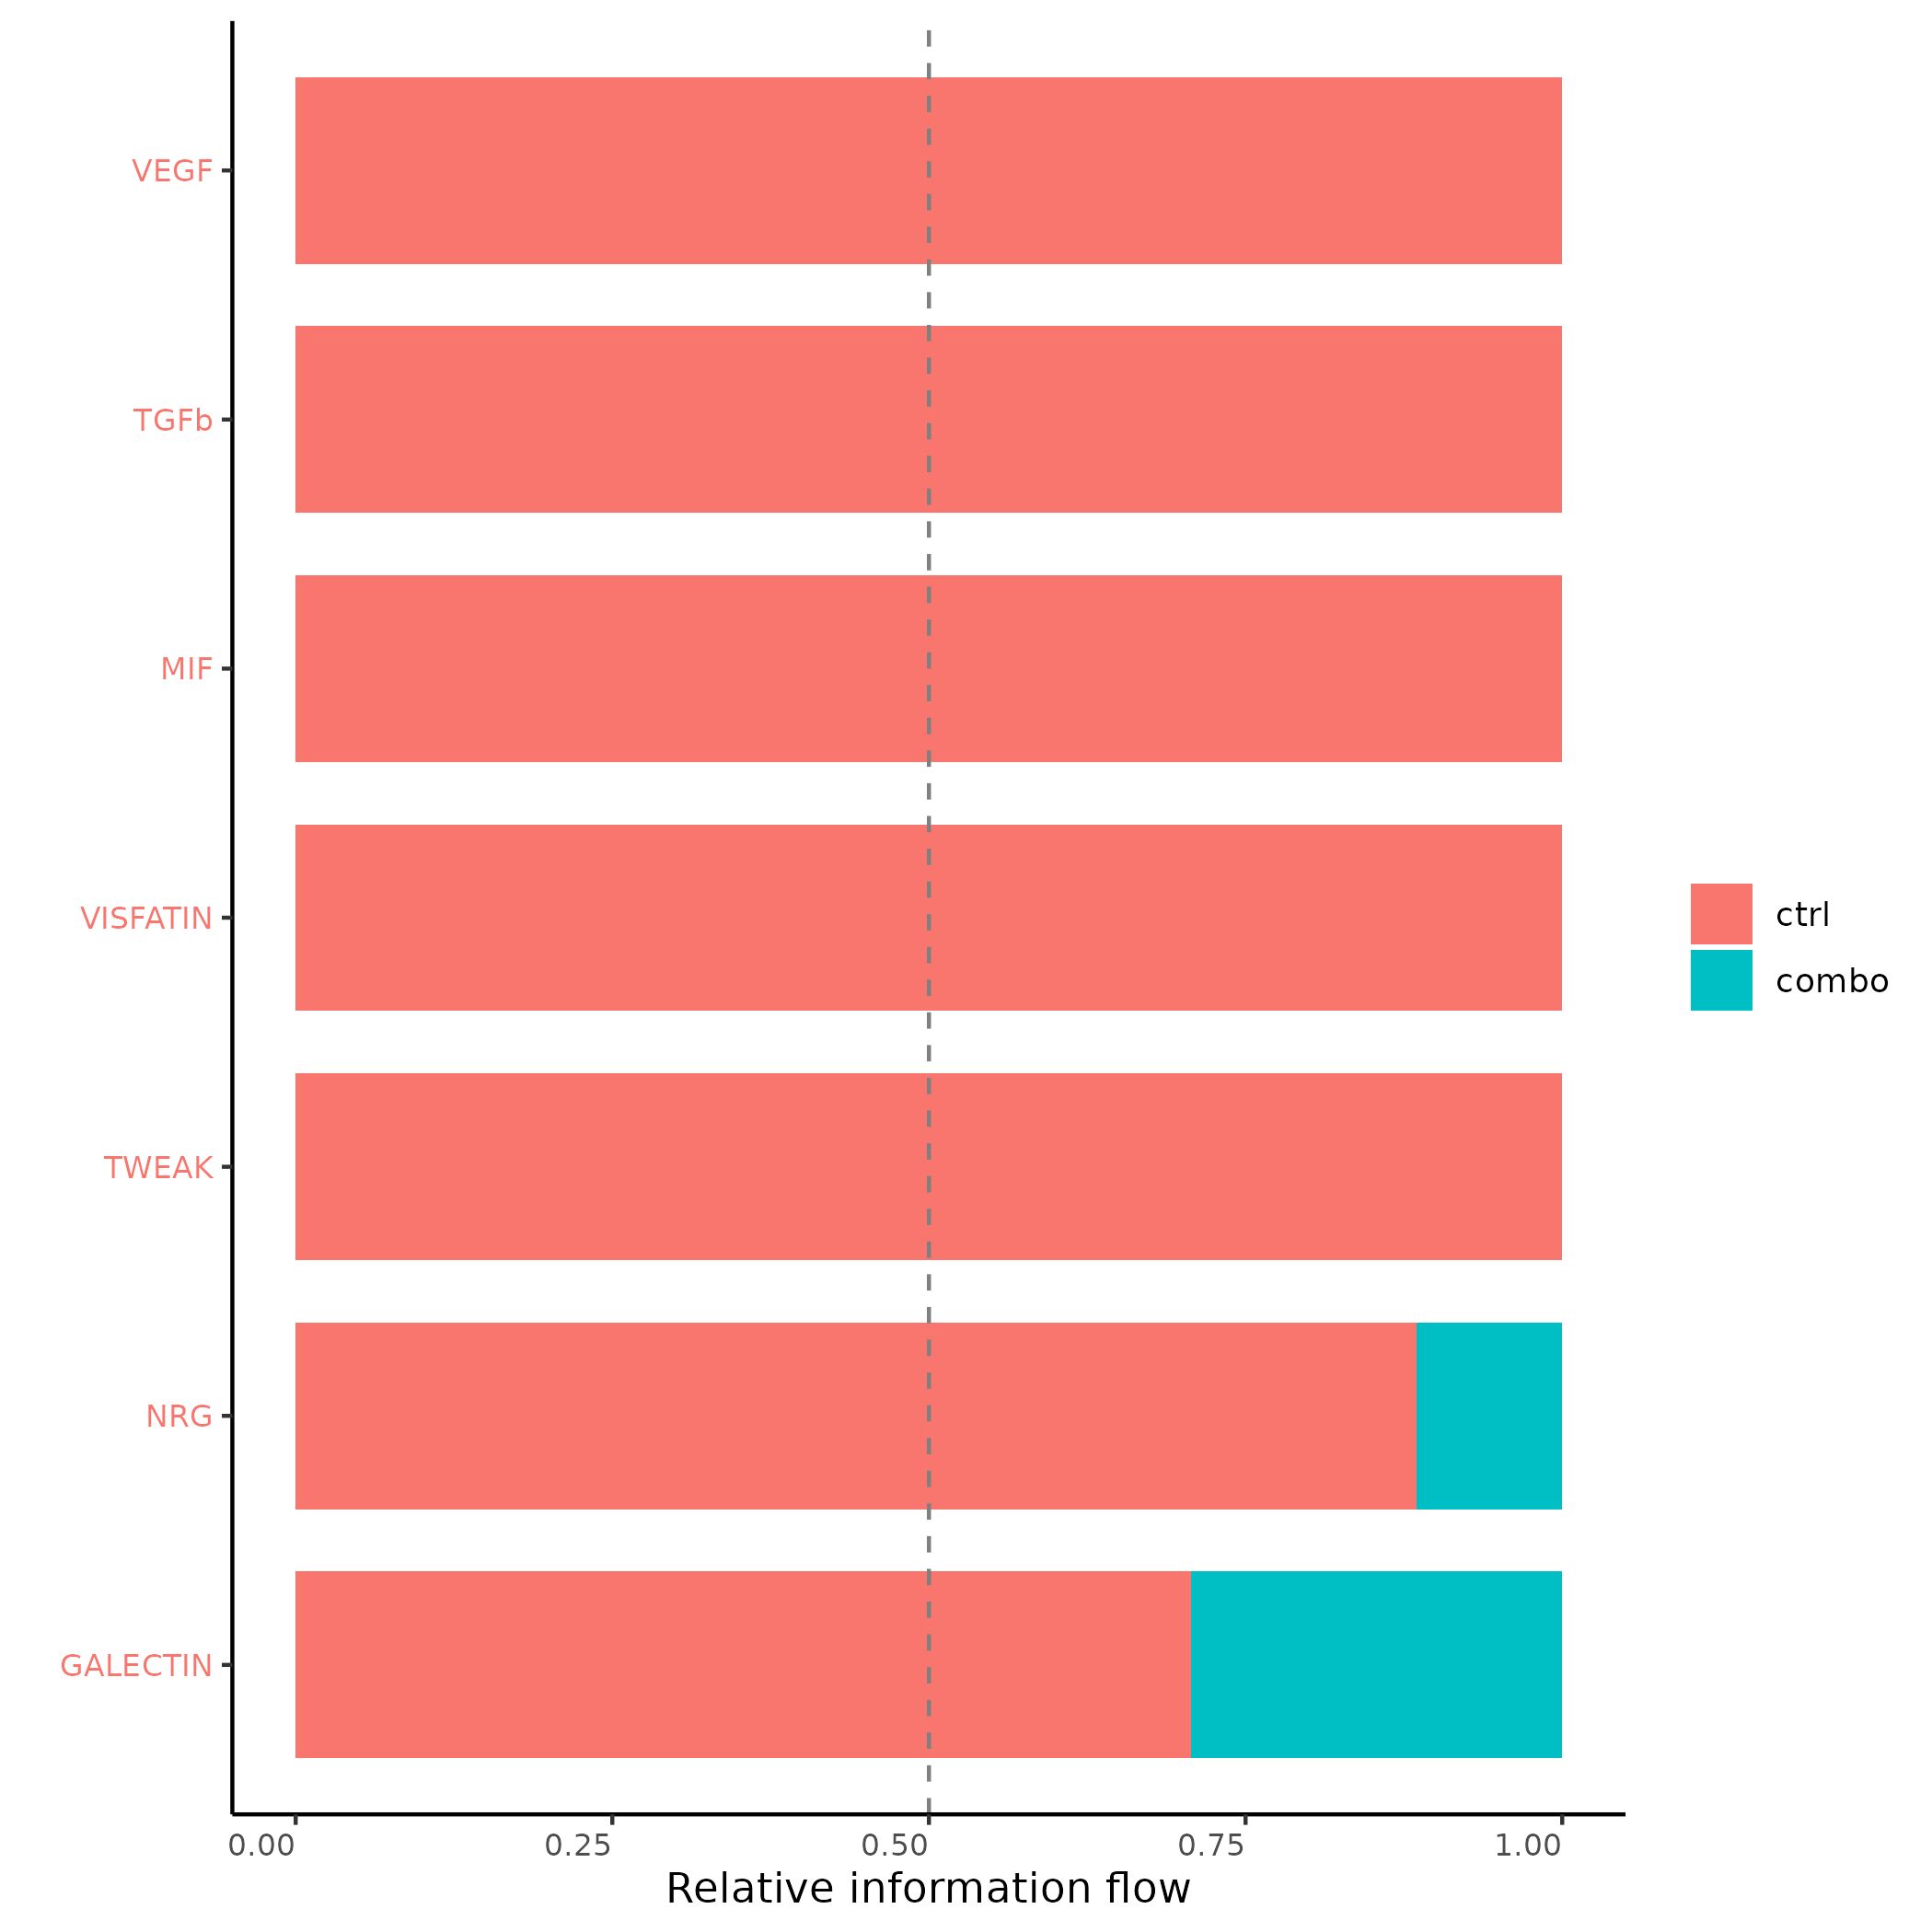 VEGF
TGFb
MIF
VISFATIN
TWEAK
NRG
GALECTIN
ctrl
combo
0.00 0.25 0.50 0.75 1.00
Relative information flow